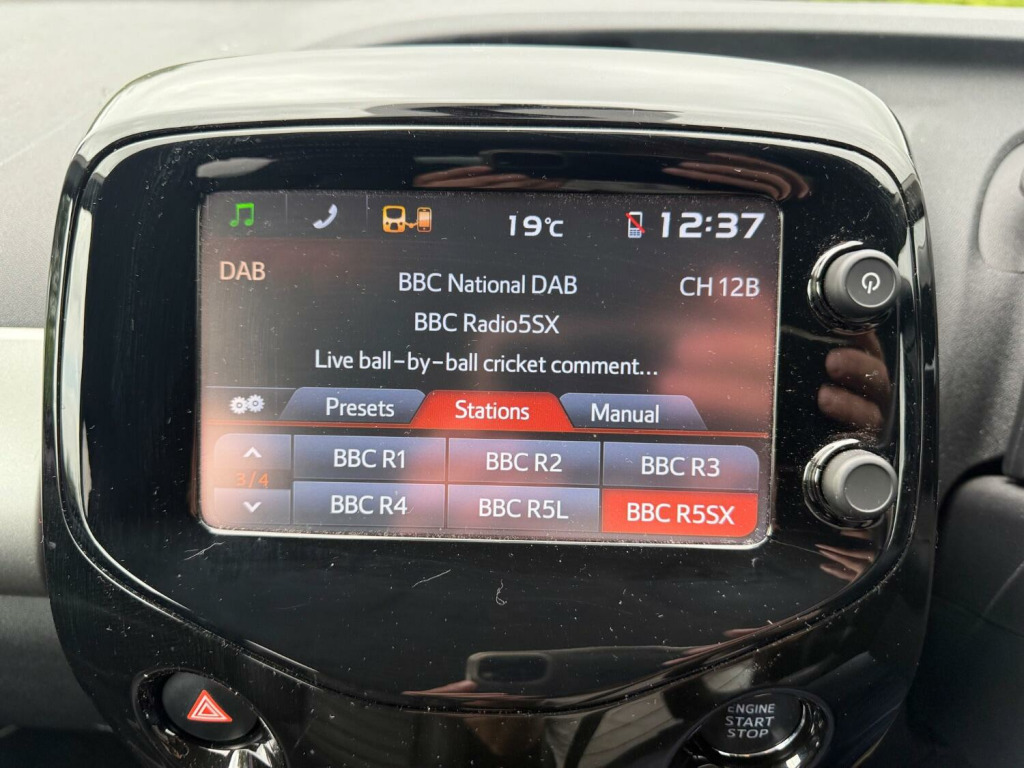 19°C 12:37
DAB
BBC National DAB CH 12B
BBC Radio5SX
Live ball-by-ball cricket comment...
Presets Stations Manual
BBC R1 BBC R2 BBC R3
3/4
BBC R4 BBC R5L BBC R5SX
ENGINE
START
STOP